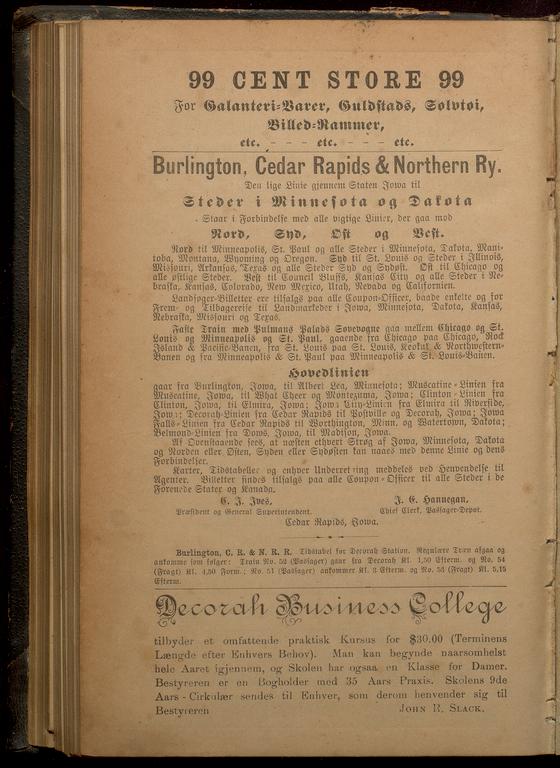 99 CENT STORE 99
For Galanteri-Varer, Guldstads, Sølvtøi,
Billed-Rammer,
etc. - - - etc. - - - etc.
Burlington, Cedar Rapids & Northern Ry.
Den lige Linie gjennem Staten Iowa til
Steder i Minnesota og Dakota
Staar i Forbindelse med alle vigtige Linier, der gaa mod
Nord, Syd, Øst og Vest.
Nord til Minneapolis, St. Paul og alle Steder i Minnesota, Dakota, Mani-
toba, Montana, Wyoming og Oregon. Syd til St. Louis og Steder i Illinois,
Missouri, Arkansas, Texas og alle Steder Syd og Sydøst. Øst til Chicago og
alle østlige Steder. Vest til Council Bluffs, Kansas City og alle Steder i Ne-
braska, Kansas, Colorado, New Mexico, Utah, Nevada og Californien.
Landsøger-Billetter ere tilsalgs paa alle Coupon-Officer, baade enkelte og for
Frem- og Tilbagereise til Landmarkeder i Iowa, Minnesota, Dakota, Kansas,
Nebraska, Missouri og Texas.
Faste Train med Pulmans Palads Sovevogne gaa mellem Chicago og St.
Louis og Minneapolis og St. Paul, gaaende fra Chicago paa Chicago, Rock
Island & Pacific-Banen, fra St. Louis paa St. Louis, Keokuk & Northwestern-
Banen og fra Minneapolis & St. Paul paa Minneapolis & St. Louis-Banen.
Hovedlinien
gaar fra Burlington, Iowa, til Albert Lea, Minnesota; Muscatine-Linien fra
Muscatine, Iowa, til What Cheer og Montezuma, Iowa; Clinton-Linien fra
Clinton, Iowa, til Elmira, Iowa; Iowa City-Linien fra Elmira til Riverside,
Iowa; Decorah-Linien fra Cedar Rapids til Postville og Decorah, Iowa; Iowa
Falls-Linien fra Cedar Rapids til Worthington, Minn. og Watertown, Dakota;
Belmond-Linien fra Dows, Iowa, til Madison, Iowa.
Af Ovenstaaende sees, at næsten ethvert Strøg af Iowa, Minnesota, Dakota
og Norden eller Østen, Syden eller Sydøsten kan naaes med denne Linie og dens
Forbindelser.
Karter, Tidstabeller og enhver Underretning meddeles ved Henvendelse til
Agenter. Billetter findes tilsalgs paa alle Coupon-Officer til alle Steder i de
Forenede Stater og Kanada.
C. J. Ives, J. E. Hannegan,
Præsident og General Superintendent. Chief Clerk, Passager-Depot.
Cedar Rapids, Iowa.
Burlington, C. R. & N. R. R. Tidstabel for Decorah Station. Regulære Træn afgaa og
ankomme som følger: Train No. 52 (Passager) gaar fra Decorah Kl. 1,50 Efterm. og No. 54
(Fragt) Kl. 4,50 Form.; No. 51 (Passager) ankommer Kl. 3 Efterm. og No. 53 (Fragt) Kl. 5,15
Efterm.
Decorah Business College
tilbyder et omfattende praktisk Kursus for $30.00 (Terminens
Længde efter Enhvers Behov). Man kan begynde naarsomhelst
hele Aaret igjennem, og Skolen har ogsaa en Klasse for Damer.
Bestyreren er en Bogholder med 35 Aars Praxis. Skolens 9de
Aars-Cirkulær sendes til Enhver, som derom henvender sig til
Bestyreren JOHN R. SLACK.